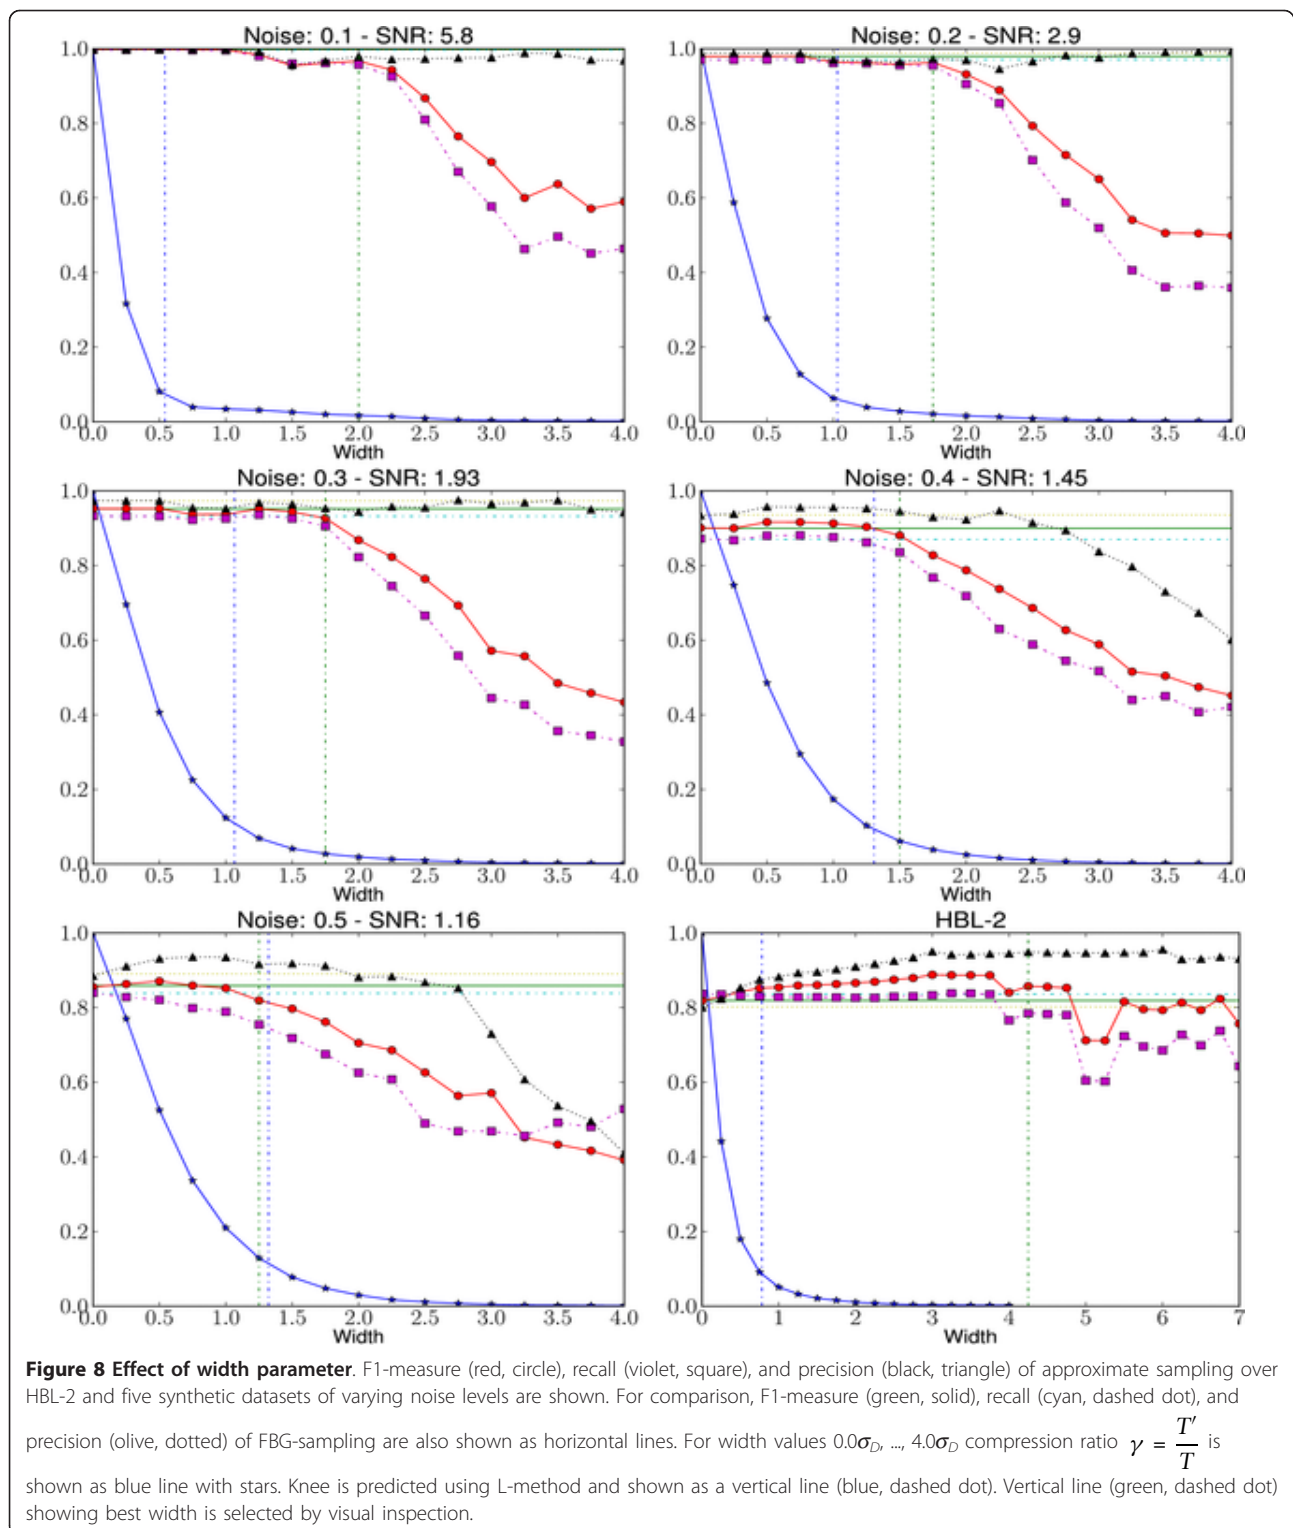 Noise: 0.1 - SNR: 5.8
1.0
0.8
0.6
0.4
0.2
0.0
0.0 0.5 1.0 1.5 2.0 2.5 3.0 3.5 4.0
Width
Noise: 0.2 - SNR: 2.9
1.0
0.8
0.6
0.4
0.2
0.0
0.0 0.5 1.0 1.5 2.0 2.5 3.0 3.5 4.0
Width
Noise: 0.3 - SNR: 1.93
1.0
0.8
0.6
0.4
0.2
0.0
0.0 0.5 1.0 1.5 2.0 2.5 3.0 3.5 4.0
Width
Noise: 0.4 - SNR: 1.45
1.0
0.8
0.6
0.4
0.2
0.0
0.0 0.5 1.0 1.5 2.0 2.5 3.0 3.5 4.0
Width
Noise: 0.5 - SNR: 1.16
1.0
0.8
0.6
0.4
0.2
0.0
0.0 0.5 1.0 1.5 2.0 2.5 3.0 3.5 4.0
Width
HBL-2
1.0
0.8
0.6
0.4
0.2
0.0
0 1 2 3 4 5 6 7
Width
Figure 8 Effect of width parameter. F1-measure (red, circle), recall (violet, square), and precision (black, triangle) of approximate sampling over
HBL-2 and five synthetic datasets of varying noise levels are shown. For comparison, F1-measure (green, solid), recall (cyan, dashed dot), and
precision (olive, dotted) of FBG-sampling are also shown as horizontal lines. For width values 0.0σD, ..., 4.0σD compression ratio γ = T′/T is
shown as blue line with stars. Knee is predicted using L-method and shown as a vertical line (blue, dashed dot). Vertical line (green, dashed dot)
showing best width is selected by visual inspection.